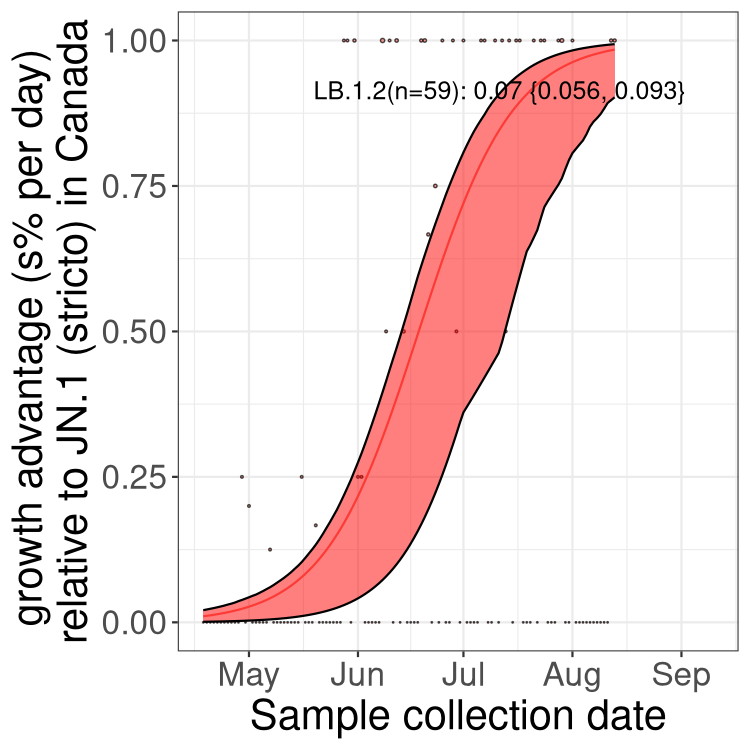 growth advantage (s% per day)
relative to JN.1 (stricto) in Canada
1.00
0.75
0.50
0.25
0.00
LB.1.2(n=59): 0.07 {0.056, 0.093}
May Jun Jul Aug Sep
Sample collection date